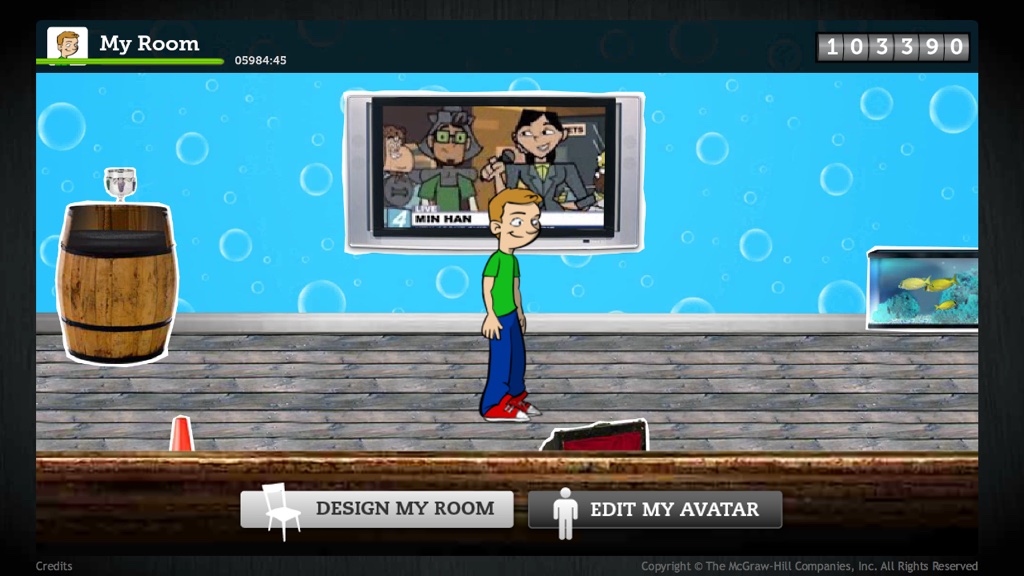 My Room
05984:45
103390
LIVE
4
MIN HAN
DESIGN MY ROOM
EDIT MY AVATAR
Credits
Copyright © The McGraw-Hill Companies, Inc. All Rights Reserved